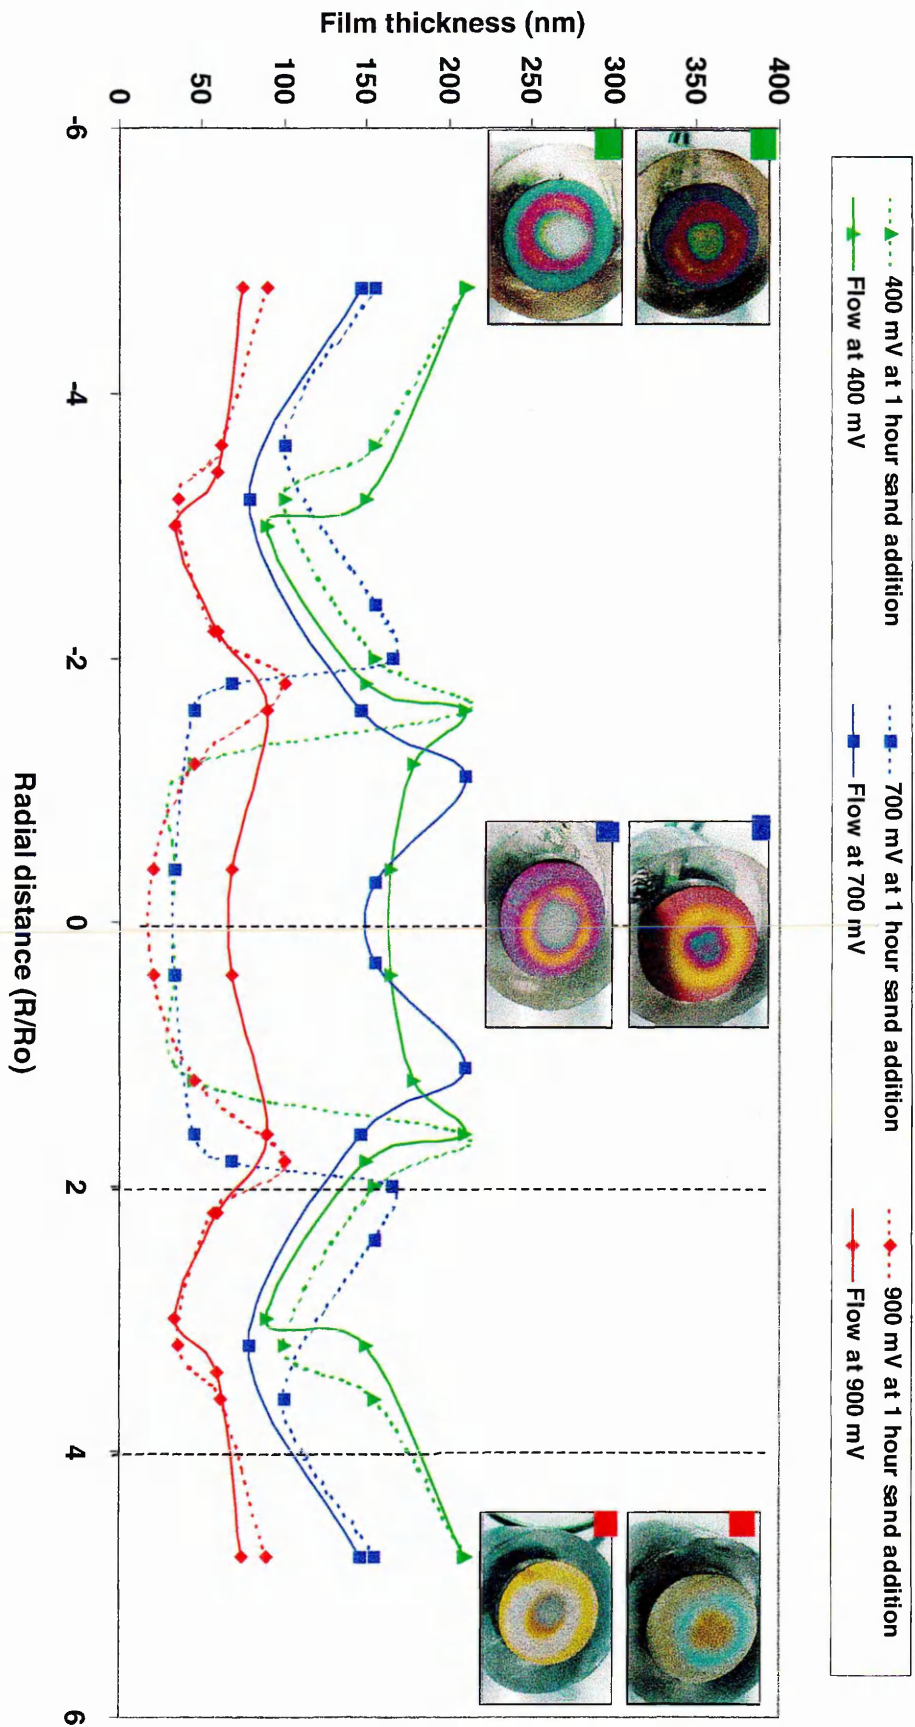 400 mV at 1 hour sand addition
700 mV at 1 hour sand addition
900 mV at 1 hour sand addition
Flow at 400 mV
Flow at 700 mV
Flow at 900 mV
400
350
300
250
200
150
100
50
0
Film thickness (nm)
-6
-4
-2
0
2
4
6
Radial distance (R/Ro)